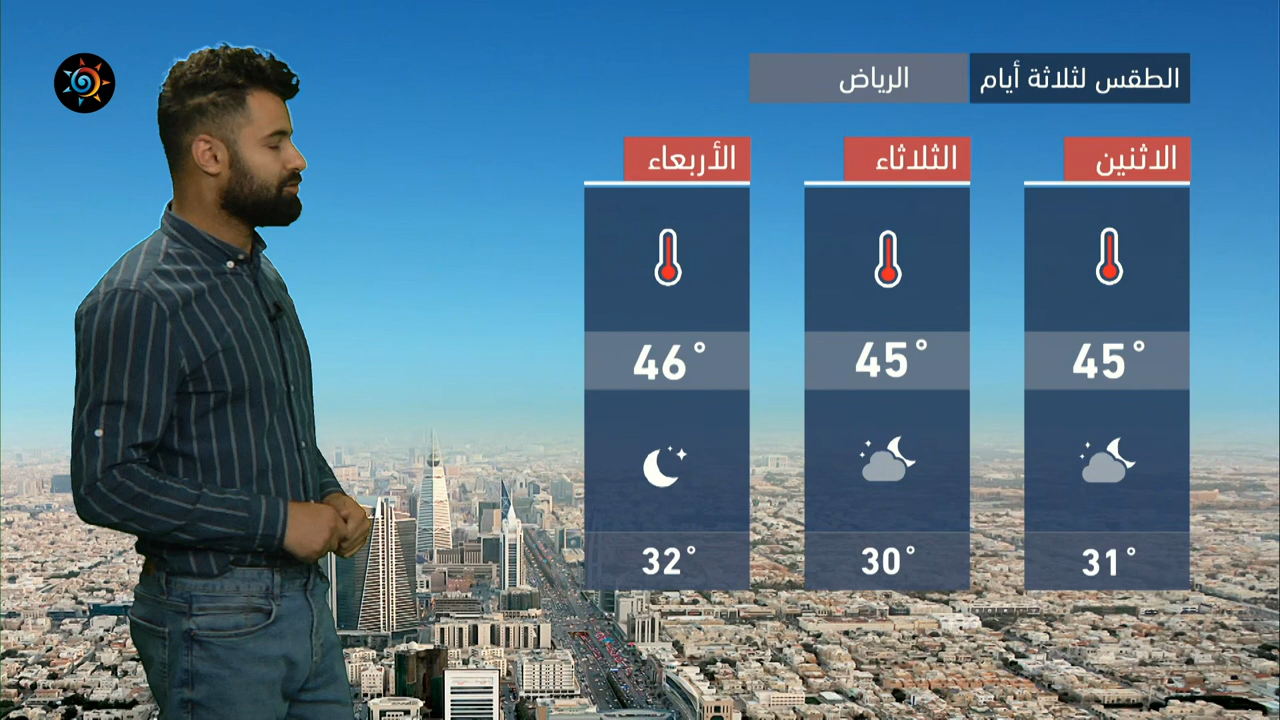 الطقس لثلاثة أيام
الرياض
الاثنين
الثلاثاء
الأربعاء
45°
45°
46°
31°
30°
32°